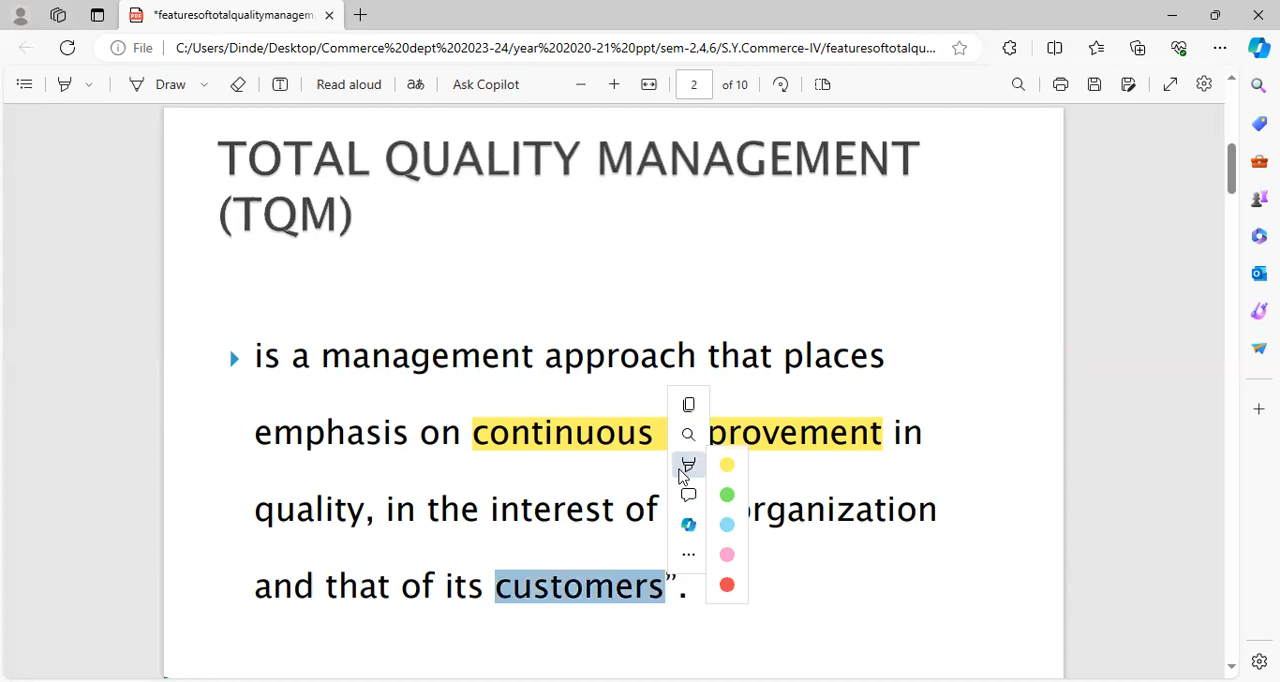 *featuresoftotalqualitymanagem
File C:/Users/Dinde/Desktop/Commerce%20dept%202023-24/year%202020-21%20ppt/sem-2,4,6/S.Y.Commerce-IV/featuresoftotalqu...
Draw Read aloud Ask Copilot 2 of 10
TOTAL QUALITY MANAGEMENT
(TQM)
is a management approach that places
emphasis on continuous provement in
quality, in the interest of organization
and that of its customers”.